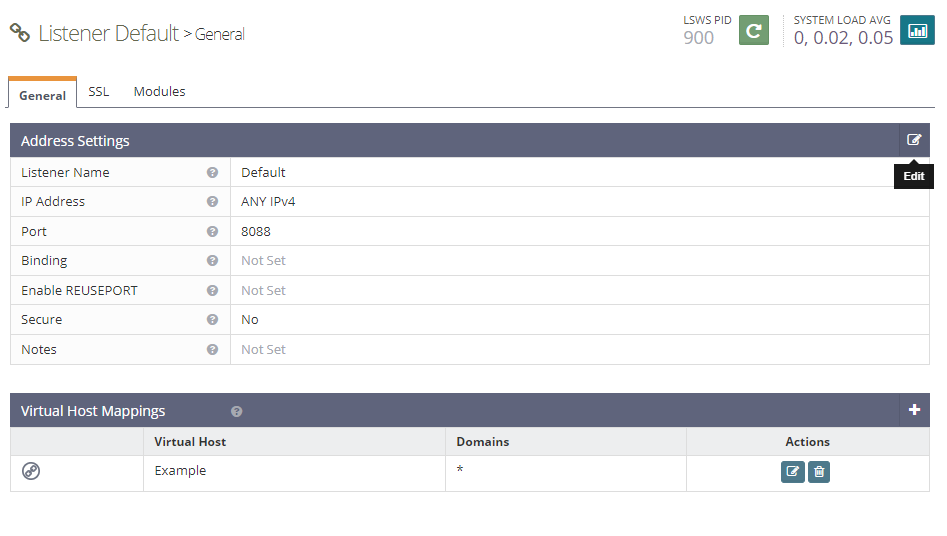 Listener Default > General
LSWS PID
900
SYSTEM LOAD AVG
0, 0.02, 0.05
General SSL Modules
Address Settings
Edit
Listener Name ? Default
IP Address ? ANY IPv4
Port ? 8088
Binding ? Not Set
Enable REUSEPORT ? Not Set
Secure ? No
Notes ? Not Set
Virtual Host Mappings ? +
Virtual Host Domains Actions
Example *